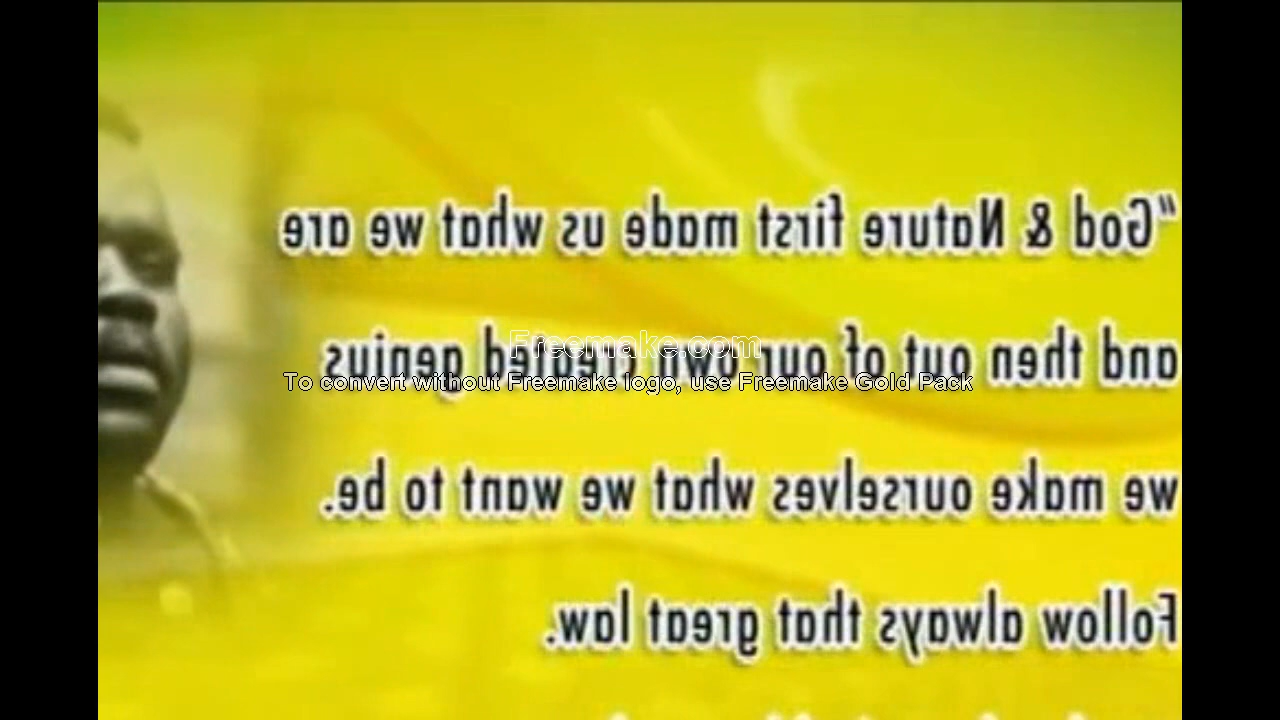 "God & Nature first made us what we are
and then out of our own created genius
Freemake.com
To convert without Freemake logo, use Freemake Gold Pack
we make ourselves what we want to be.
Follow always that great law.